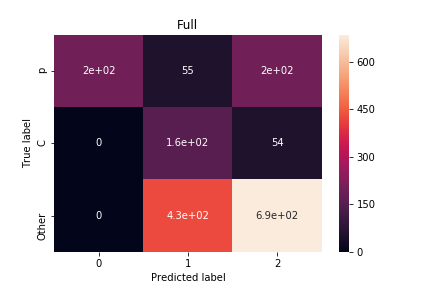 Full
p 2e+02 55 2e+02
C 0 1.6e+02 54
Other 0 4.3e+02 6.9e+02
0 1 2
True label
Predicted label
600
450
300
150
0